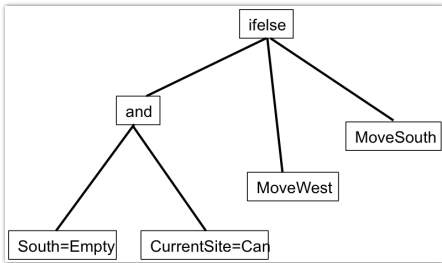 ifelse
and
MoveSouth
MoveWest
South=Empty
CurrentSite=Can